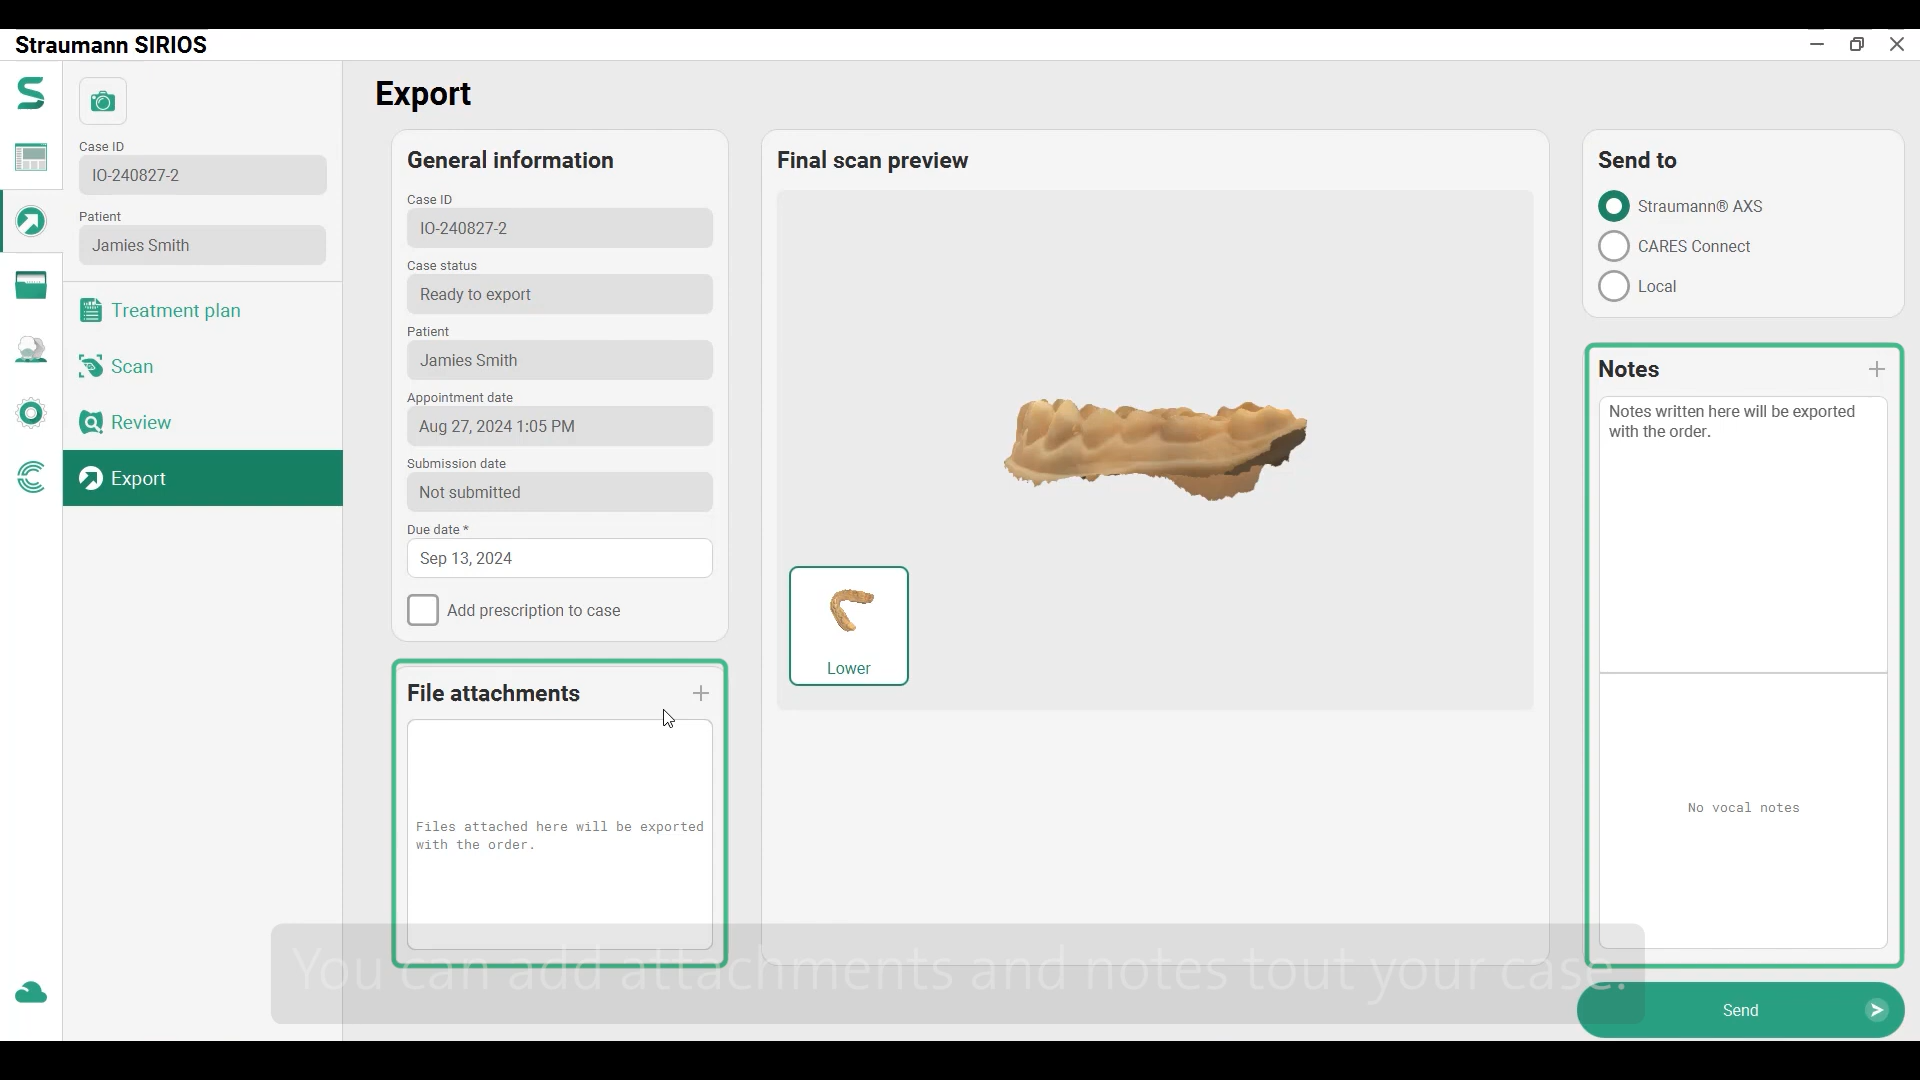 Straumann SIRIOS
Case ID
IO-240827-2
Patient
Jamies Smith
Treatment plan
Scan
Review
Export
Export
General information
Case ID
IO-240827-2
Case status
Ready to export
Patient
Jamies Smith
Appointment date
Aug 27, 2024 1:05 PM
Submission date
Not submitted
Due date *
Sep 13, 2024
Add prescription to case
File attachments
Files attached here will be exported
with the order.
Final scan preview
Lower
Send to
Straumann® AXS
CARES Connect
Local
Notes
Notes written here will be exported
with the order.
No vocal notes
You can add attachments and notes tout your case.
Send